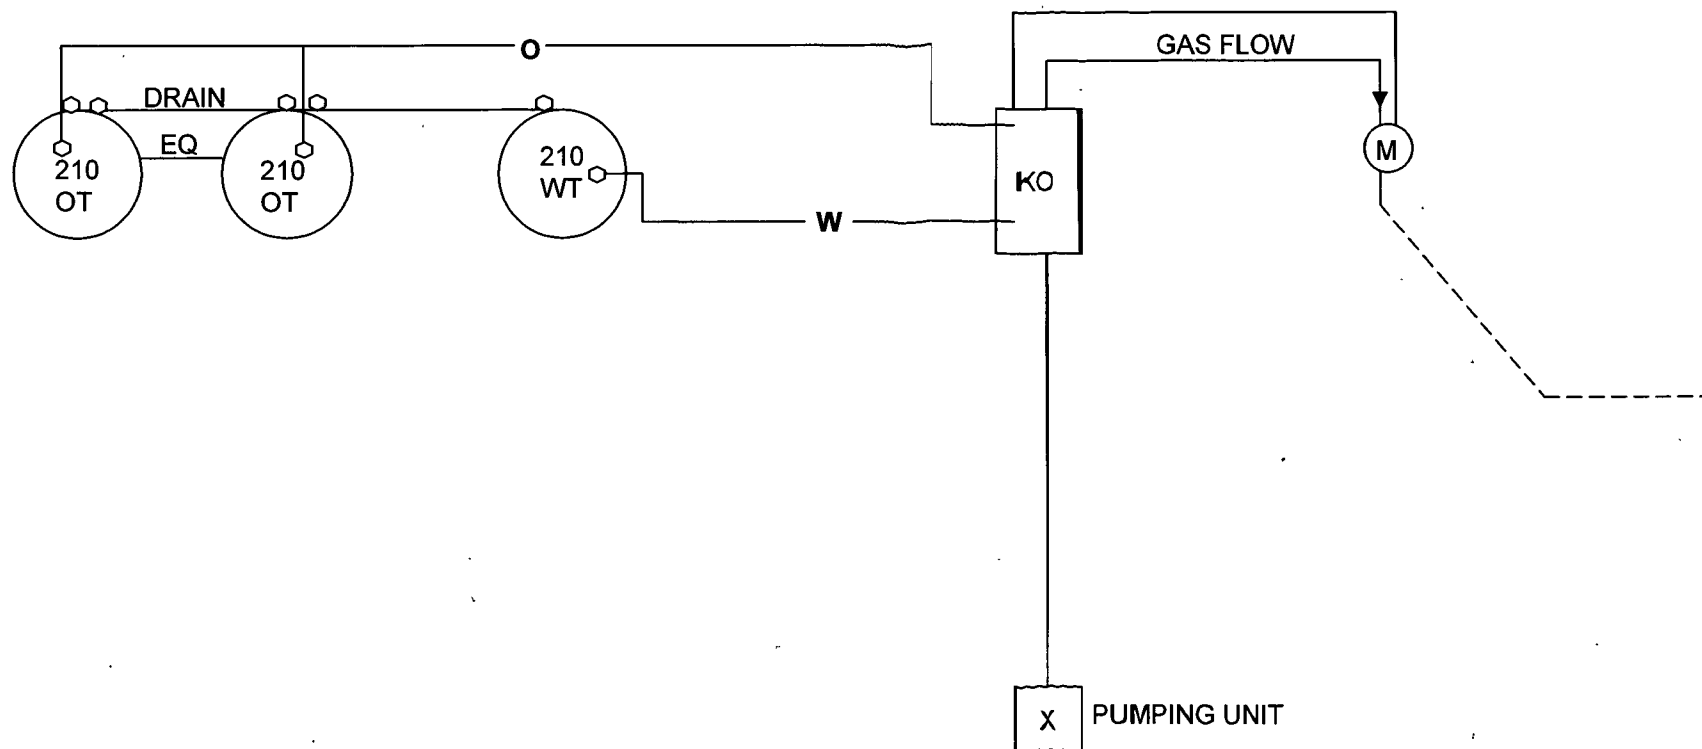 O
GAS FLOW
DRAIN
EQ
210
OT
210
OT
210
WT
W
KO
M
X
PUMPING UNIT